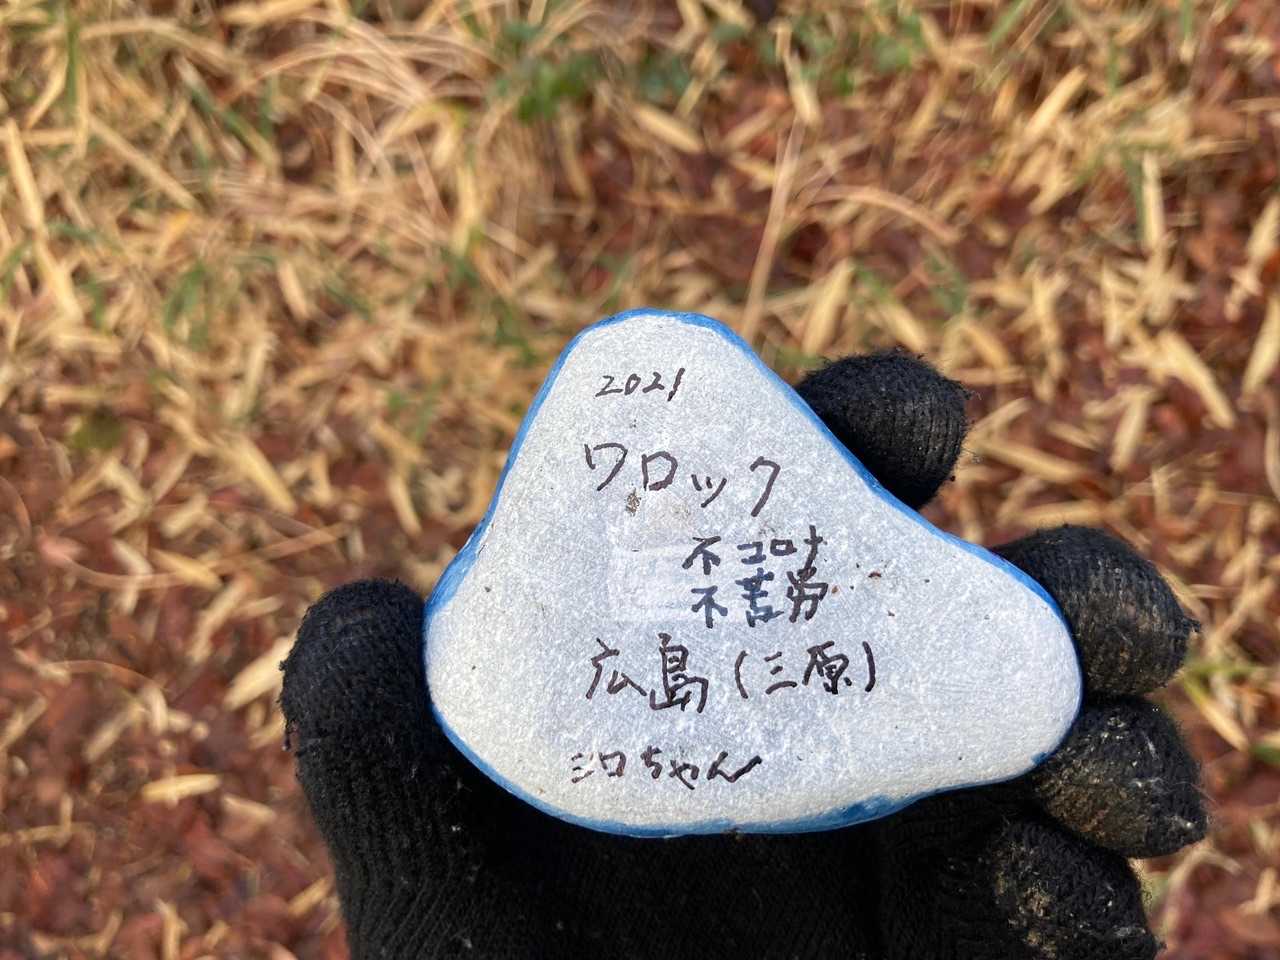 2021
ワロック
不コロナ
不苦労
広島(三原)
シロちゃん